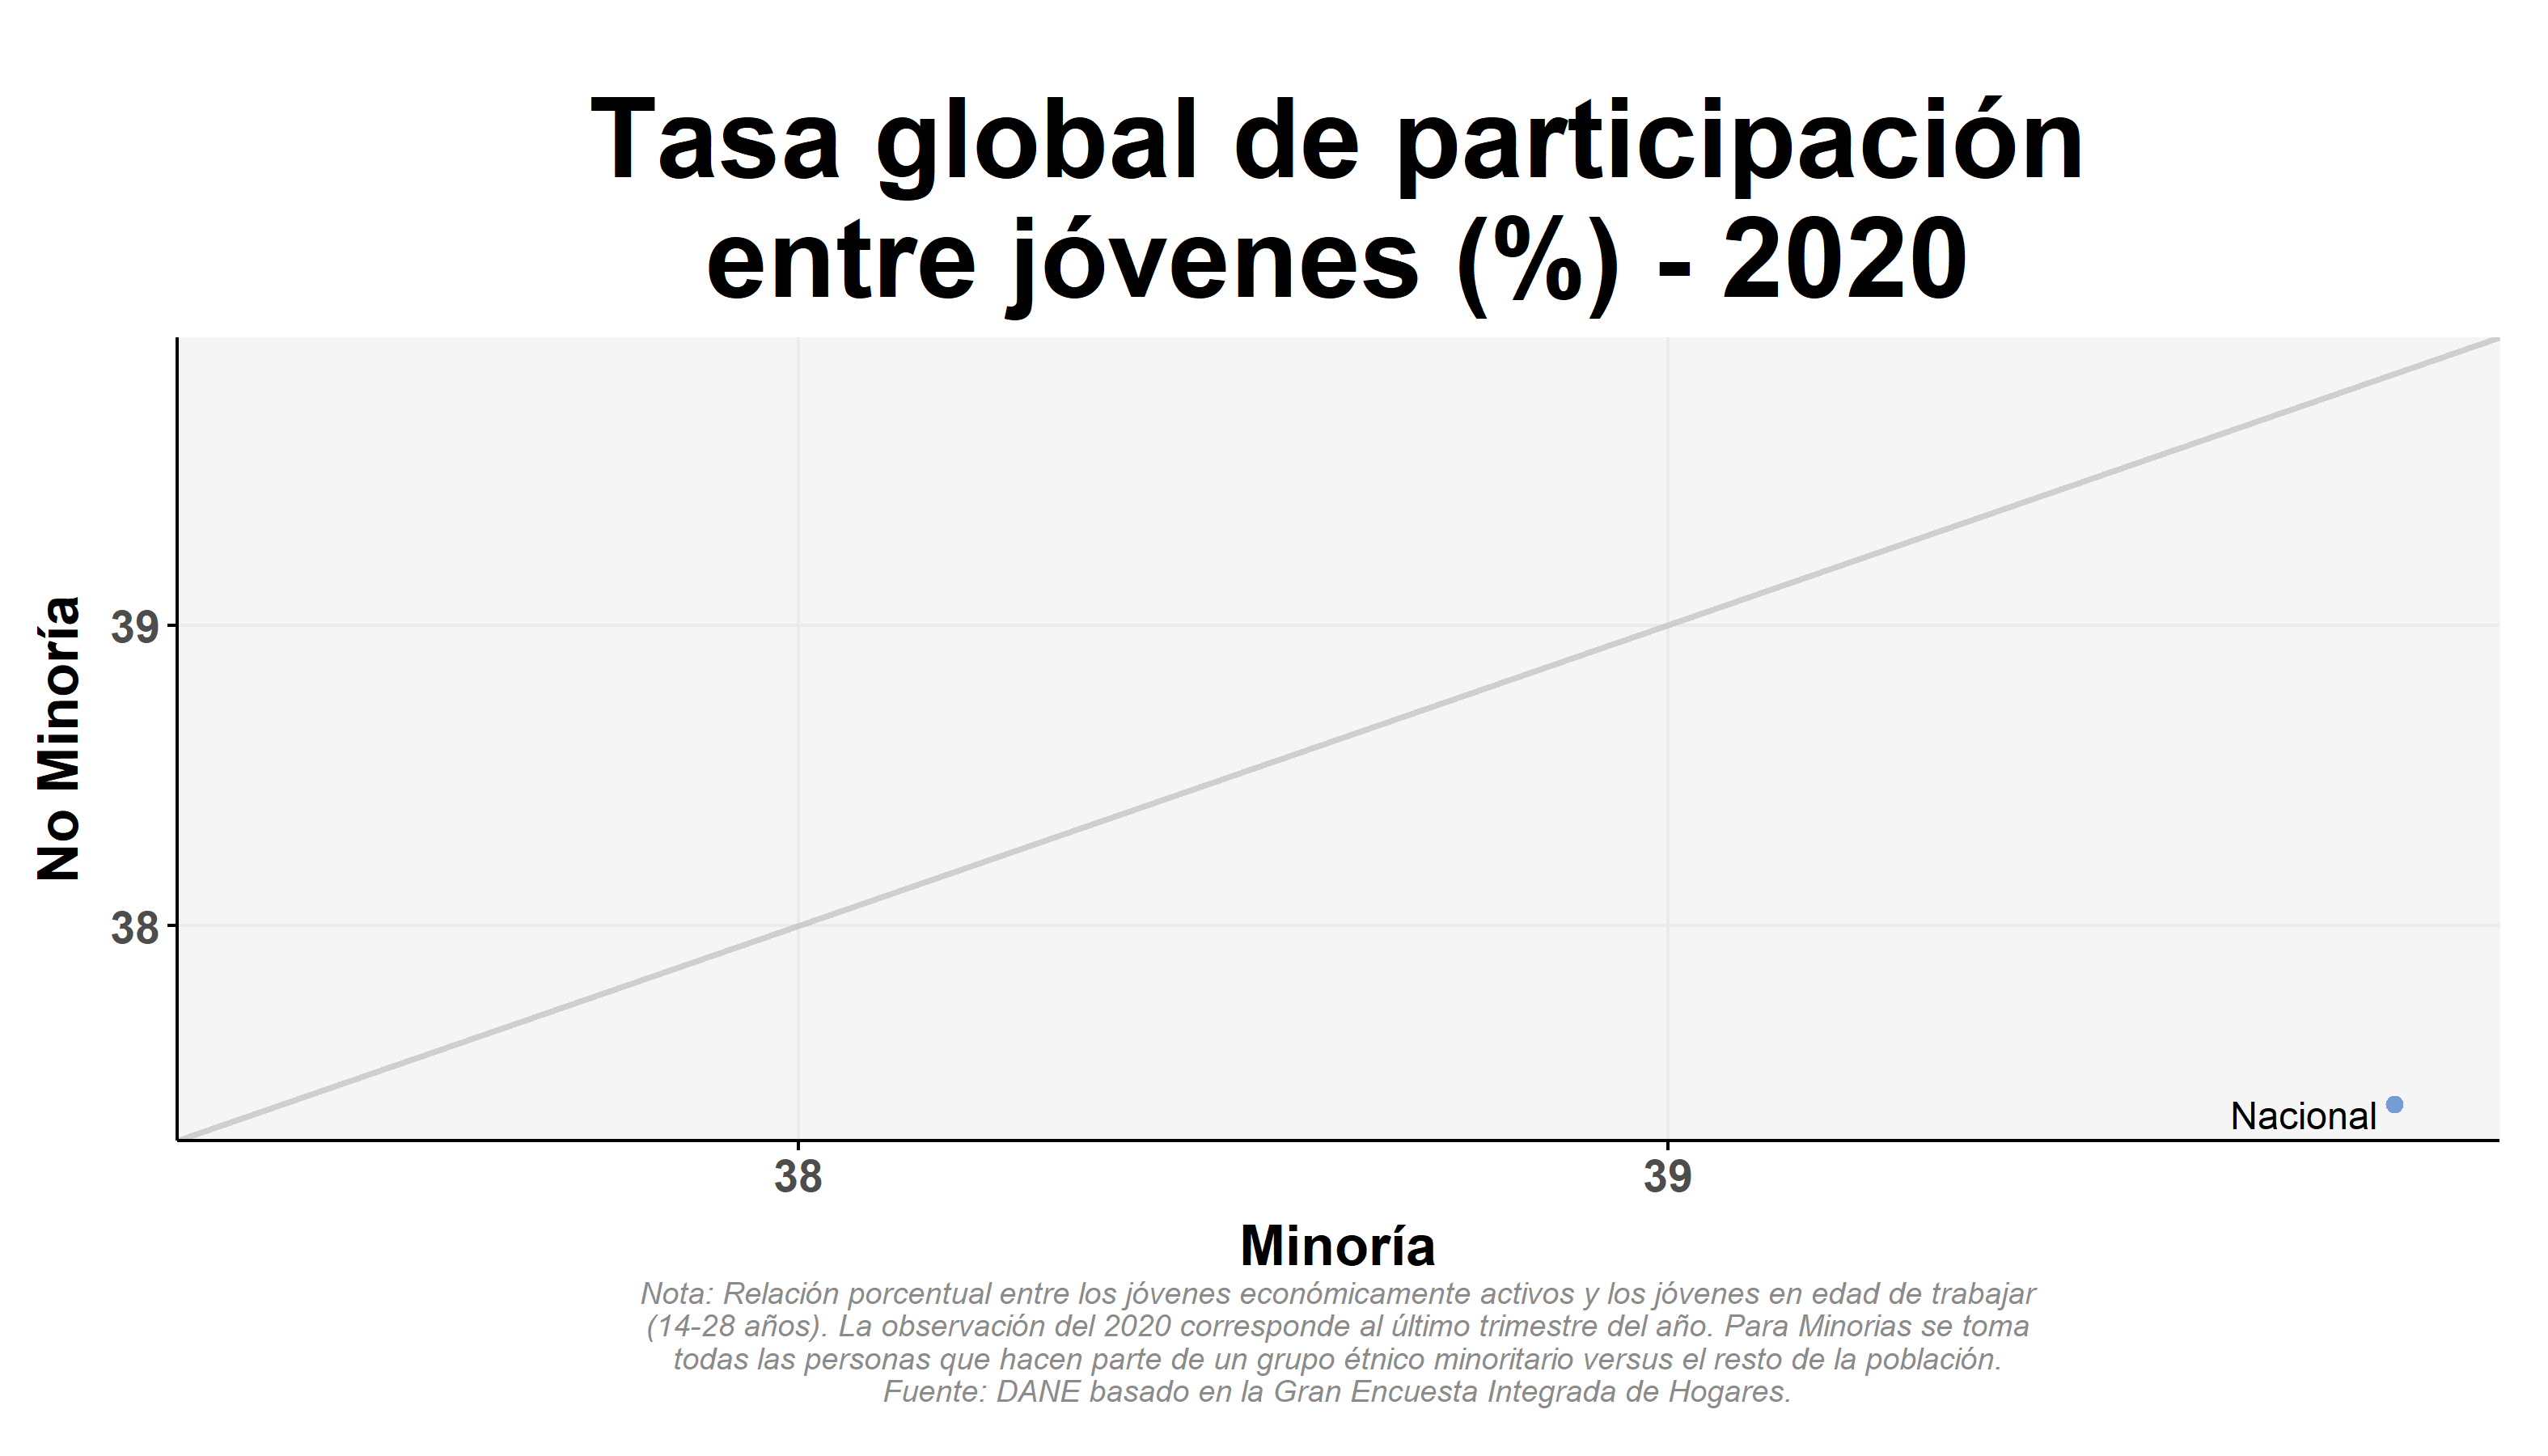 Tasa global de participación
entre jóvenes (%) - 2020
No Minoría
39
38
Nacional
38
39
Minoría
Nota: Relación porcentual entre los jóvenes económicamente activos y los jóvenes en edad de trabajar
(14-28 años). La observación del 2020 corresponde al último trimestre del año. Para Minorias se toma
todas las personas que hacen parte de un grupo étnico minoritario versus el resto de la población.
Fuente: DANE basado en la Gran Encuesta Integrada de Hogares.